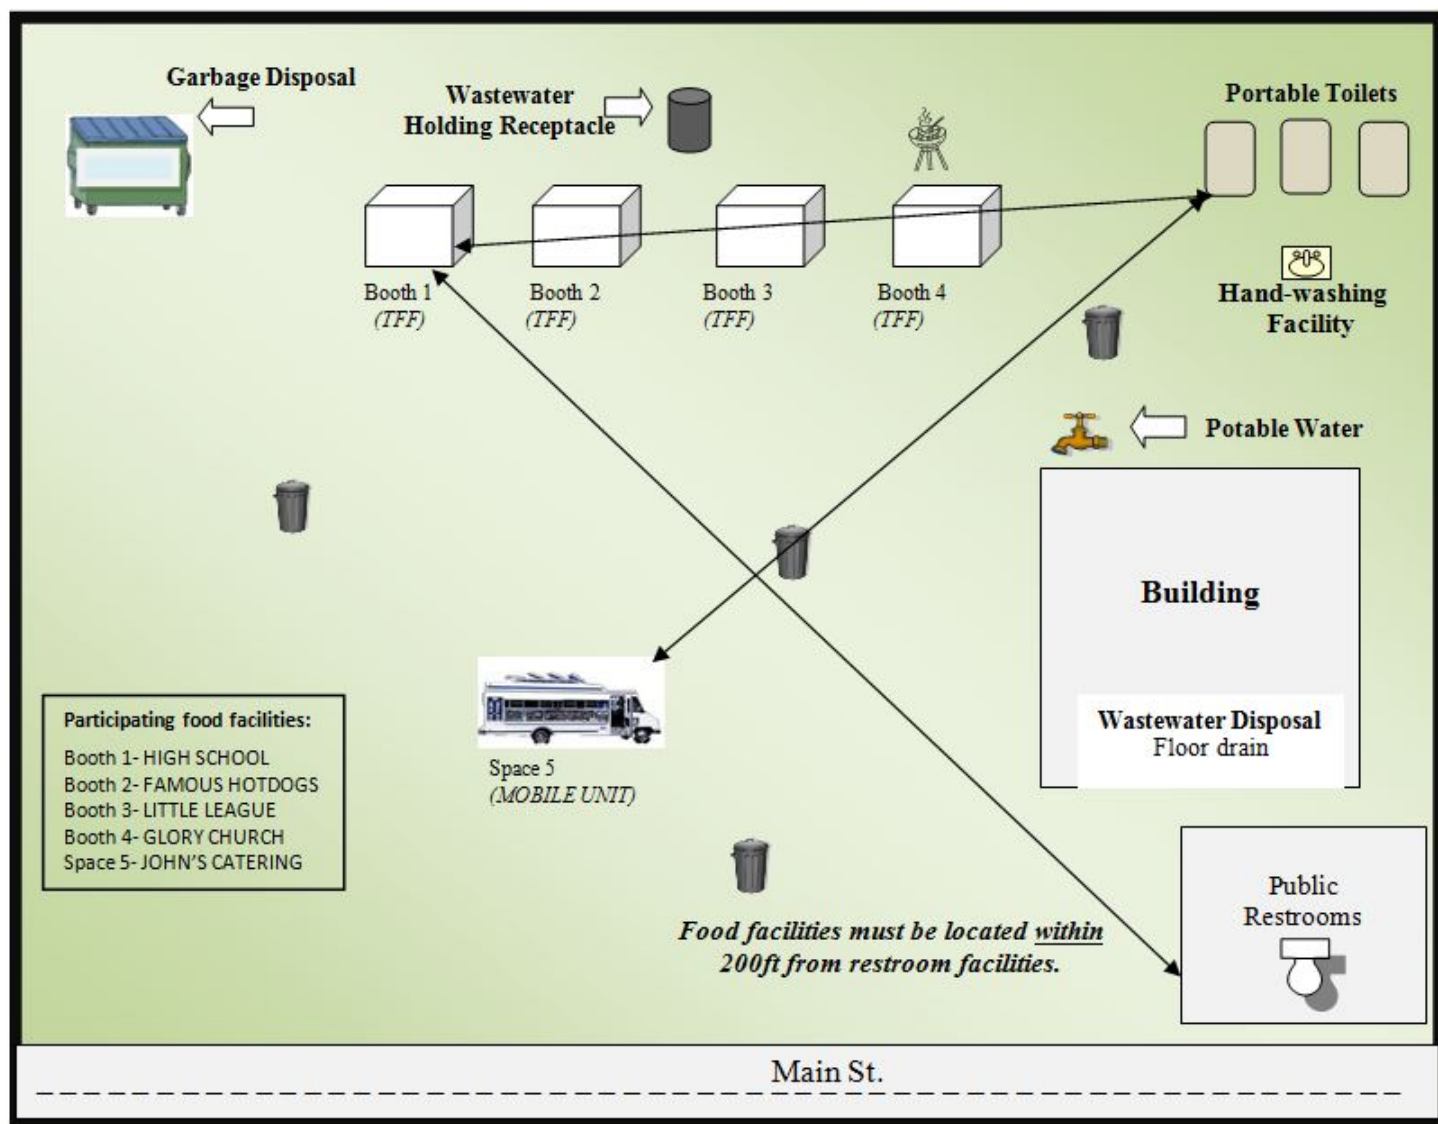 Garbage Disposal
Wastewater
Holding Receptacle
Portable Toilets
Booth 1
(TFF)
Booth 2
(TFF)
Booth 3
(TFF)
Booth 4
(TFF)
Hand-washing
Facility
Potable Water
Building
Wastewater Disposal
Floor drain
Space 5
(MOBILE UNIT)
Participating food facilities:
Booth 1- HIGH SCHOOL
Booth 2- FAMOUS HOTDOGS
Booth 3- LITTLE LEAGUE
Booth 4- GLORY CHURCH
Space 5- JOHN'S CATERING
Public
Restrooms
Food facilities must be located within
200ft from restroom facilities.
Main St.